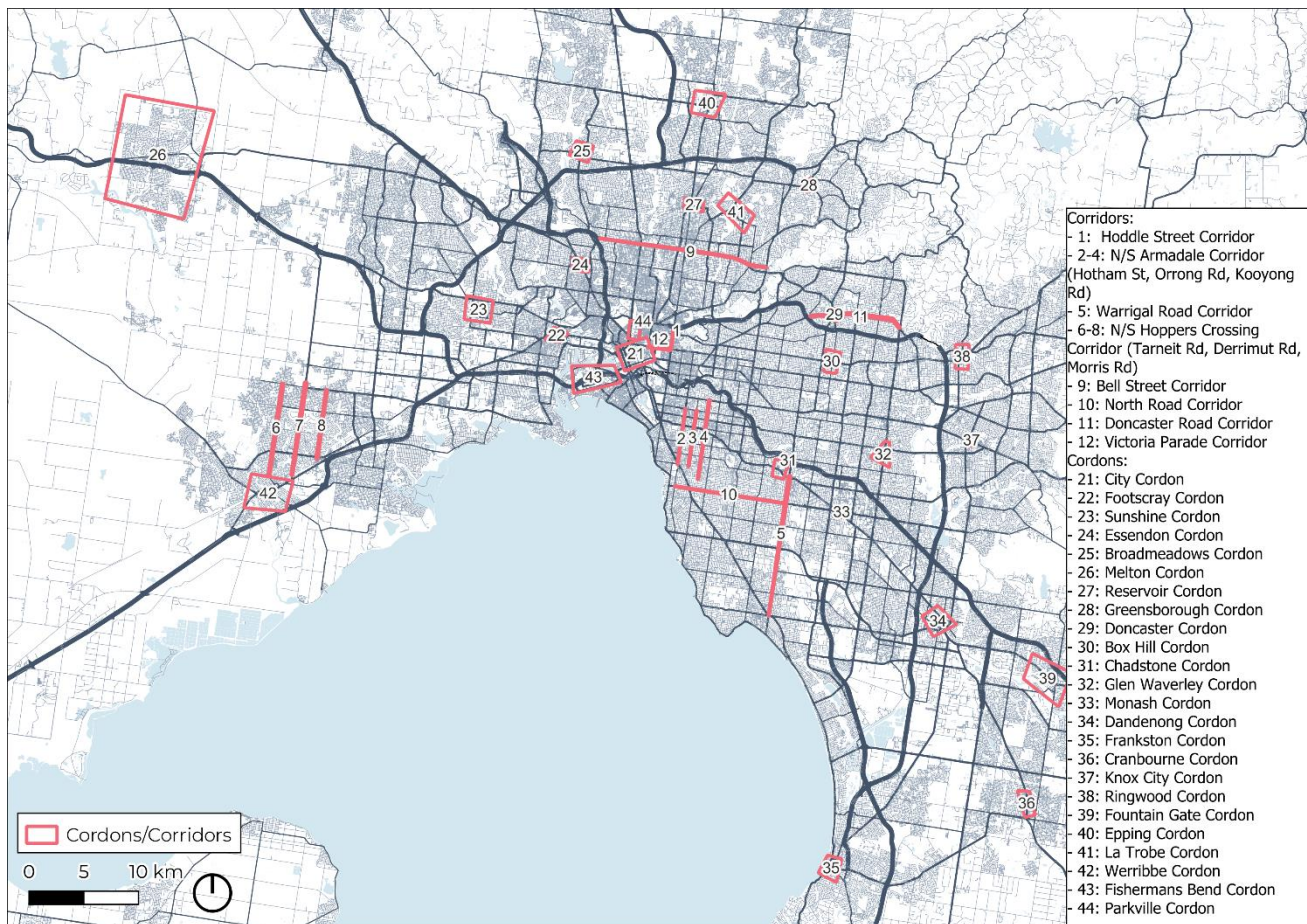 40
26
25
28
27
41
9
24
23
44
29
11
1
22
12
21
38
30
43
6
7
8
2
3
4
37
32
31
42
10
33
5
34
39
36
35
Corridors:
- 1: Hoddle Street Corridor
- 2-4: N/S Armadale Corridor
(Hotham St, Orrong Rd, Kooyong
Rd)
- 5: Warrigal Road Corridor
- 6-8: N/S Hoppers Crossing
Corridor (Tarneit Rd, Derrimut Rd,
Morris Rd)
- 9: Bell Street Corridor
- 10: North Road Corridor
- 11: Doncaster Road Corridor
- 12: Victoria Parade Corridor
Cordons:
- 21: City Cordon
- 22: Footscray Cordon
- 23: Sunshine Cordon
- 24: Essendon Cordon
- 25: Broadmeadows Cordon
- 26: Melton Cordon
- 27: Reservoir Cordon
- 28: Greensborough Cordon
- 29: Doncaster Cordon
- 30: Box Hill Cordon
- 31: Chadstone Cordon
- 32: Glen Waverley Cordon
- 33: Monash Cordon
- 34: Dandenong Cordon
- 35: Frankston Cordon
- 36: Cranbourne Cordon
- 37: Knox City Cordon
- 38: Ringwood Cordon
- 39: Fountain Gate Cordon
- 40: Epping Cordon
- 41: La Trobe Cordon
- 42: Werribbe Cordon
- 43: Fishermans Bend Cordon
- 44: Parkville Cordon
Cordons/Corridors
0 5 10 km